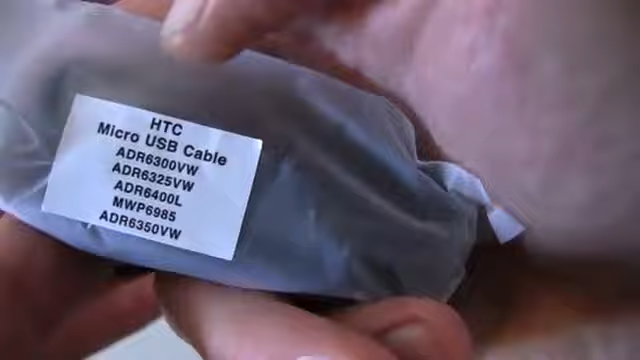 HTC
Micro USB Cable
ADR6300VW
ADR6325VW
ADR6400L
MWP6985
ADR6350VW